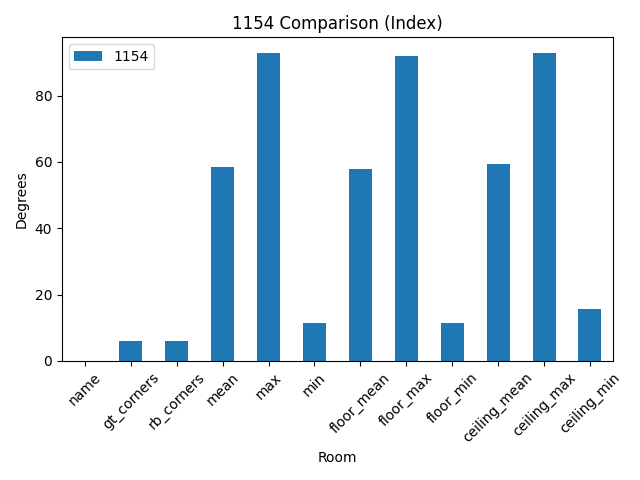 1154 Comparison (Index)
1154
Degrees
80
60
40
20
0
name
gt_corners
rb_corners
mean
max
min
floor_mean
floor_max
floor_min
ceiling_mean
ceiling_max
ceiling_min
Room